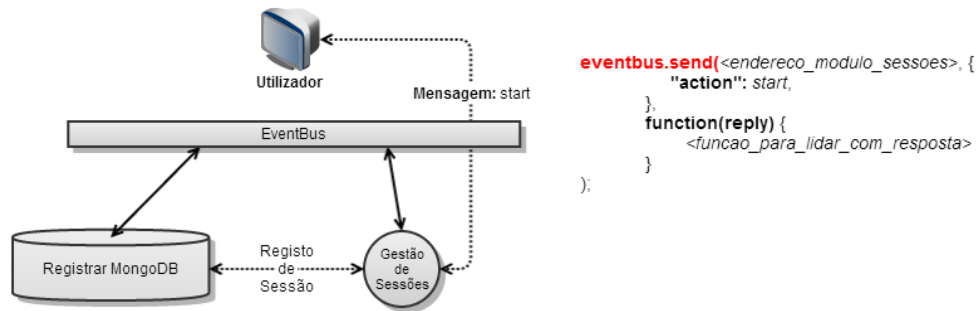 Utilizador
Mensagem: start
EventBus
Registrar MongoDB
Registo
de
Sessão
Gestão
de
Sessões
eventbus.send(<endereco_modulo_sessoes>, {
"action": start,
},
function(reply) {
<funcao_para_lidar_com_resposta>
}
);